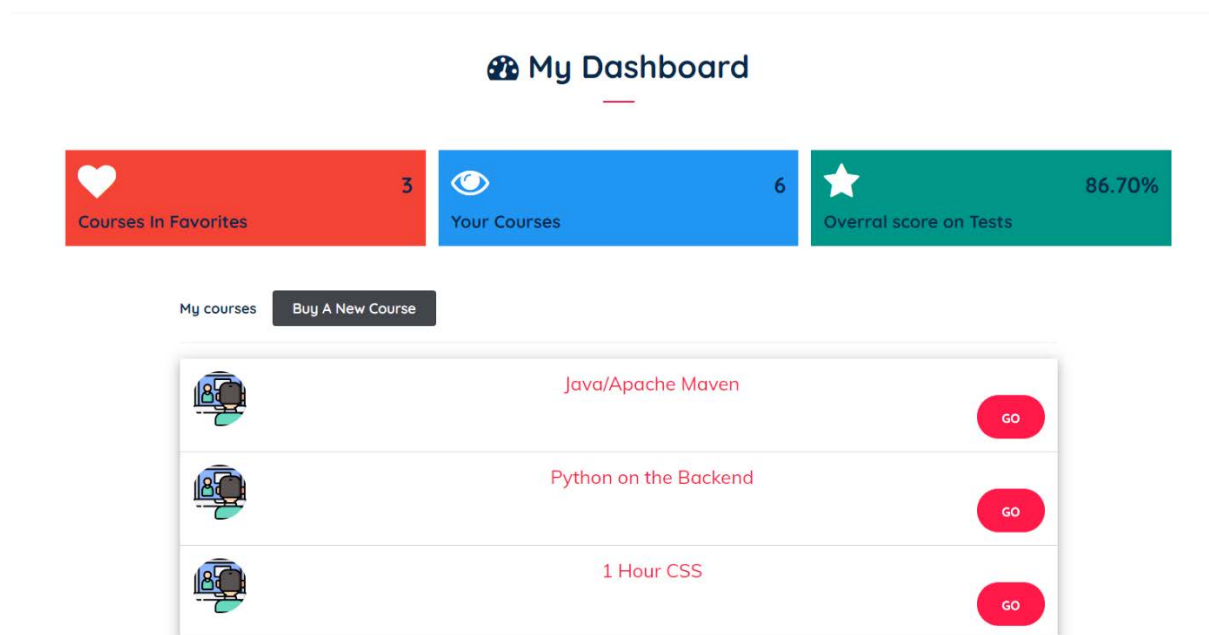 My Dashboard
3
Courses In Favorites
6
Your Courses
86.70%
Overral score on Tests
My courses
Buy A New Course
Java/Apache Maven
GO
Python on the Backend
GO
1 Hour CSS
GO